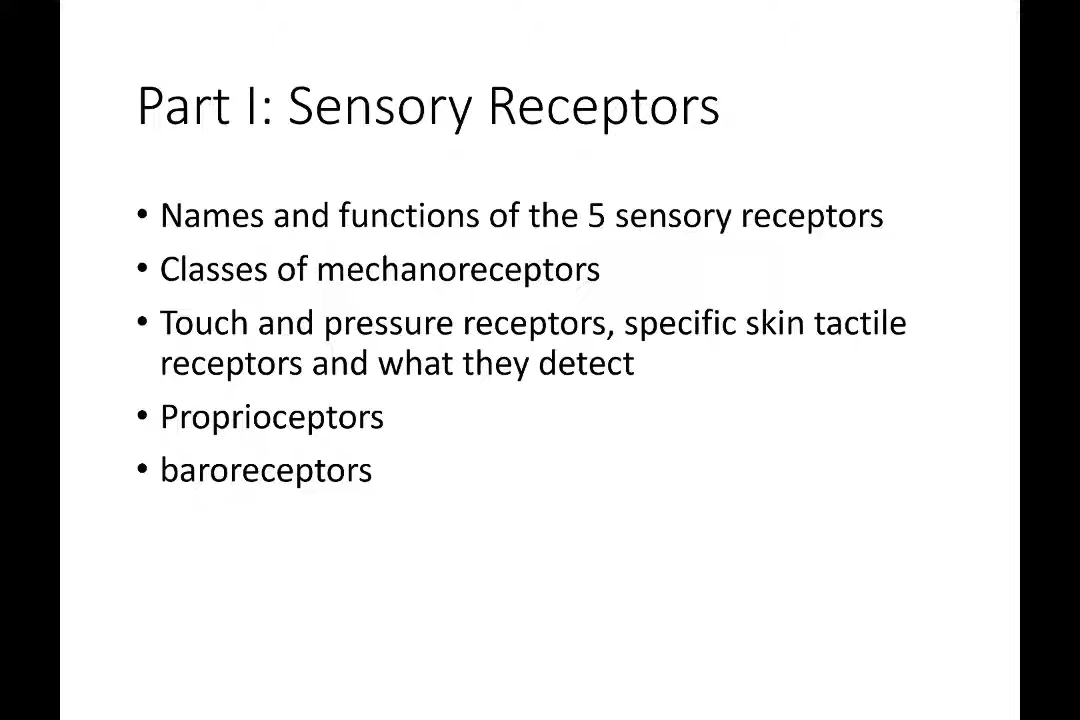 Part I: Sensory Receptors
• Names and functions of the 5 sensory receptors
• Classes of mechanoreceptors
• Touch and pressure receptors, specific skin tactile
receptors and what they detect
• Proprioceptors
• baroreceptors